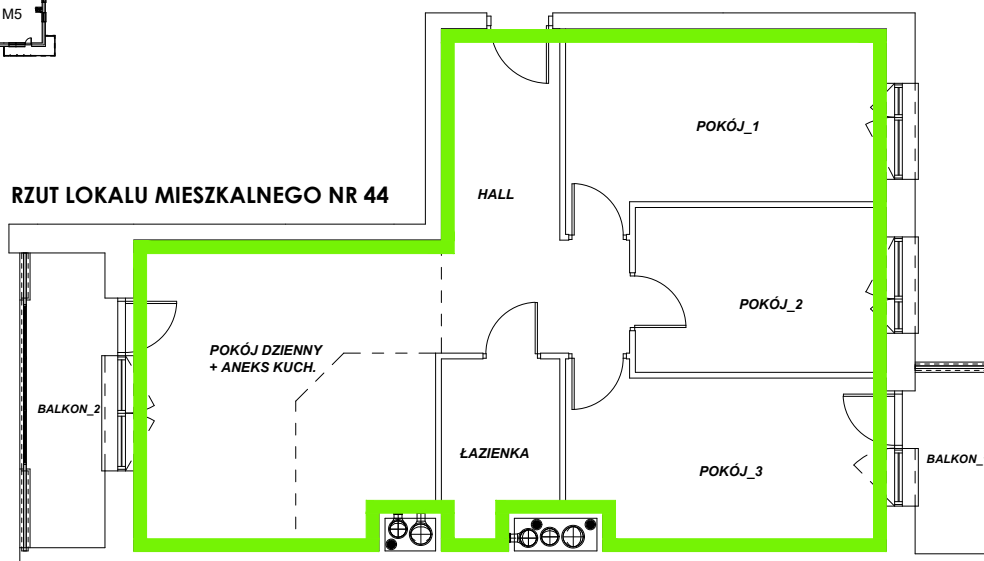 M5
RZUT LOKALU MIESZKALNEGO NR 44
POKÓJ_1
HALL
POKÓJ_2
POKÓJ DZIENNY
+ ANEKS KUCH.
BALKON_2
ŁAZIENKA
POKÓJ_3
BALKON_